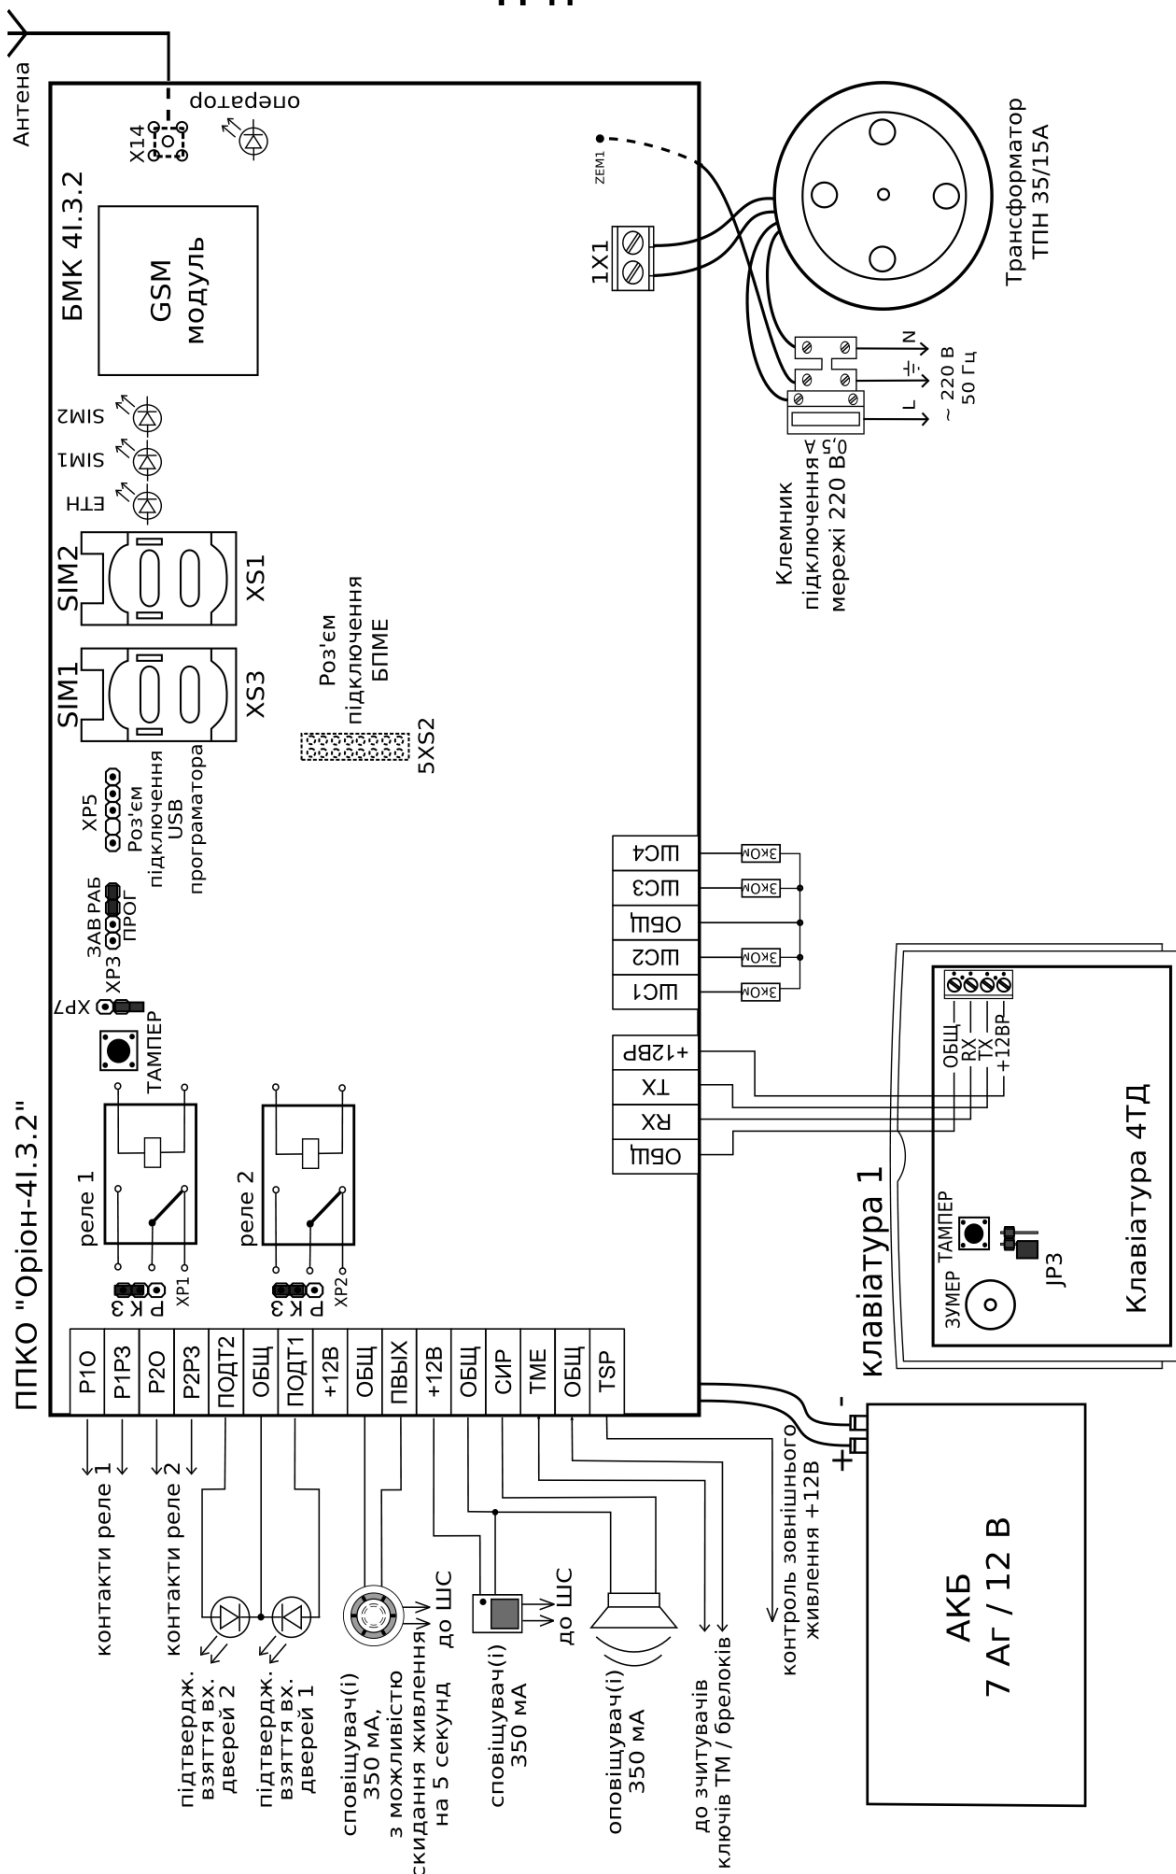 Антена
X14
оператор
БМК 4І.3.2
GSM
модуль
SIM2
SIM1
ETH
SIM2
XS1
SIM1
XS3
XP5
Роз'єм
підключення
USB
програматора
ЗАВ РАБ
ПРОГ
XP3
XP7
ТАМПЕР
ППКО "Оріон-4І.3.2"
реле 1
З К Р
XP1
реле 2
З К Р
XP2
Роз'єм
підключення
БПМЕ
5XS2
ZEM1
1X1
Трансформатор
ТПН 35/15А
N
L
~ 220 В
50 Гц
0,5 А
Клемник
підключення
мережі 220 В
ШС4
ШС3
ОБЩ
ШС2
ШС1
3кОм
3кОм
3кОм
3кОм
+12ВР
TX
RX
ОБЩ
клавіатура 1
ОБЩ
RX
TX
+12ВР
ЗУМЕР
ТАМПЕР
JP3
Клавіатура 4ТД
Р1О
Р1Р3
Р2О
Р2Р3
ПОДТ2
ОБЩ
ПОДТ1
+12В
ОБЩ
ПВЫХ
+12В
ОБЩ
СИР
ТМЕ
ОБЩ
TSP
контакти реле 1
контакти реле 2
підтвердж.
взяття вх.
дверей 2
підтвердж.
взяття вх.
дверей 1
сповіщувач(і)
350 мА,
з можливістю
скидання живлення
на 5 секунд
до ШС
сповіщувач(і)
350 мА
до ШС
оповіщувач(і)
350 мА
до зчитувачів
ключів ТМ / брелоків
контроль зовнішнього
живлення +12В
+
-
АКБ
7 Аг / 12 В